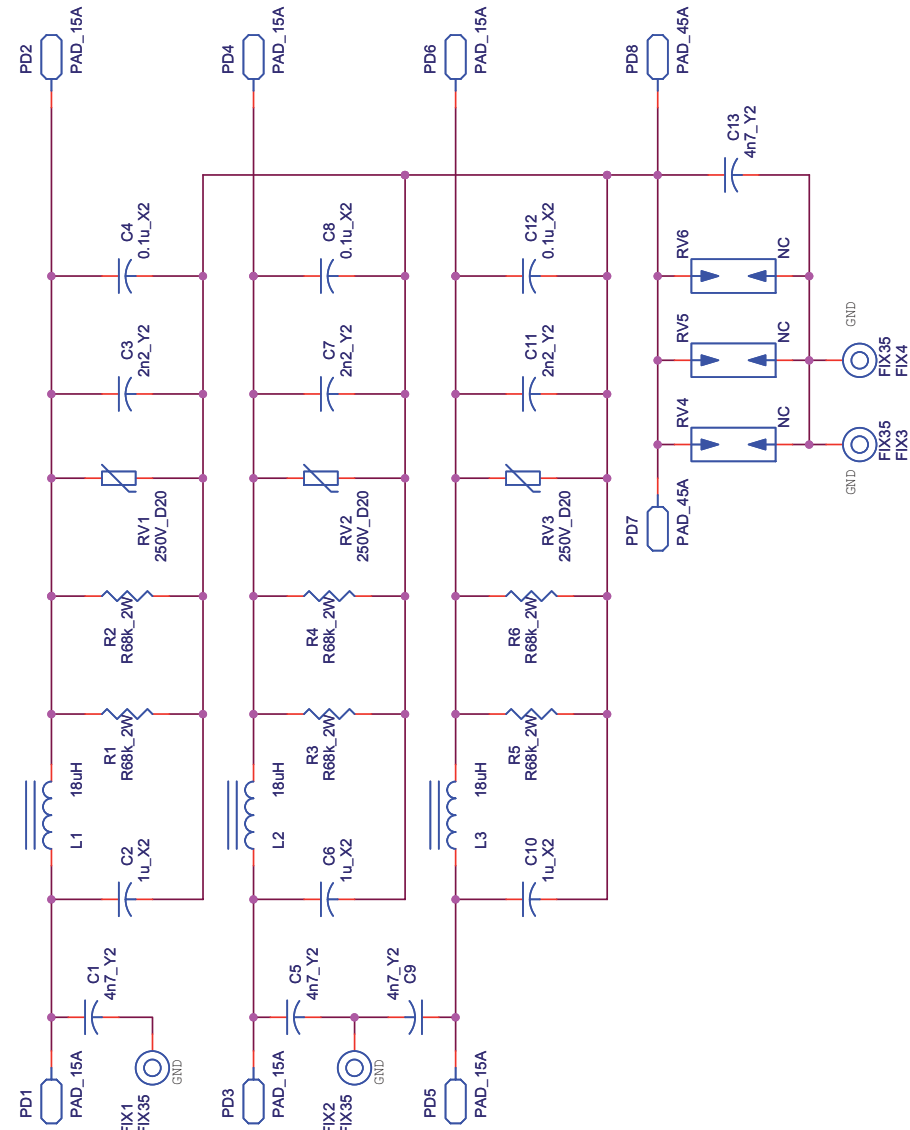 PD2
PAD_15A
PD4
PAD_15A
PD6
PAD_15A
PD8
PAD_45A
C13
4n7_Y2
C4
0.1u_X2
C8
0.1u_X2
C12
0.1u_X2
RV6
NC
C3
2n2_Y2
C7
2n2_Y2
C11
2n2_Y2
RV5
NC
GND
FIX35
FIX4
RV4
NC
GND
FIX35
FIX3
RV1
250V_D20
RV2
250V_D20
RV3
250V_D20
PD7
PAD_45A
R2
R68k_2W
R4
R68k_2W
R6
R68k_2W
R1
R68k_2W
R3
R68k_2W
R5
R68k_2W
18uH
L1
18uH
L2
18uH
L3
C2
1u_X2
C6
1u_X2
C10
1u_X2
C1
4n7_Y2
C5
4n7_Y2
4n7_Y2
C9
PD1
PAD_15A
GND
PD3
PAD_15A
GND
PD5
PAD_15A
FIX1
FIX35
FIX2
FIX35